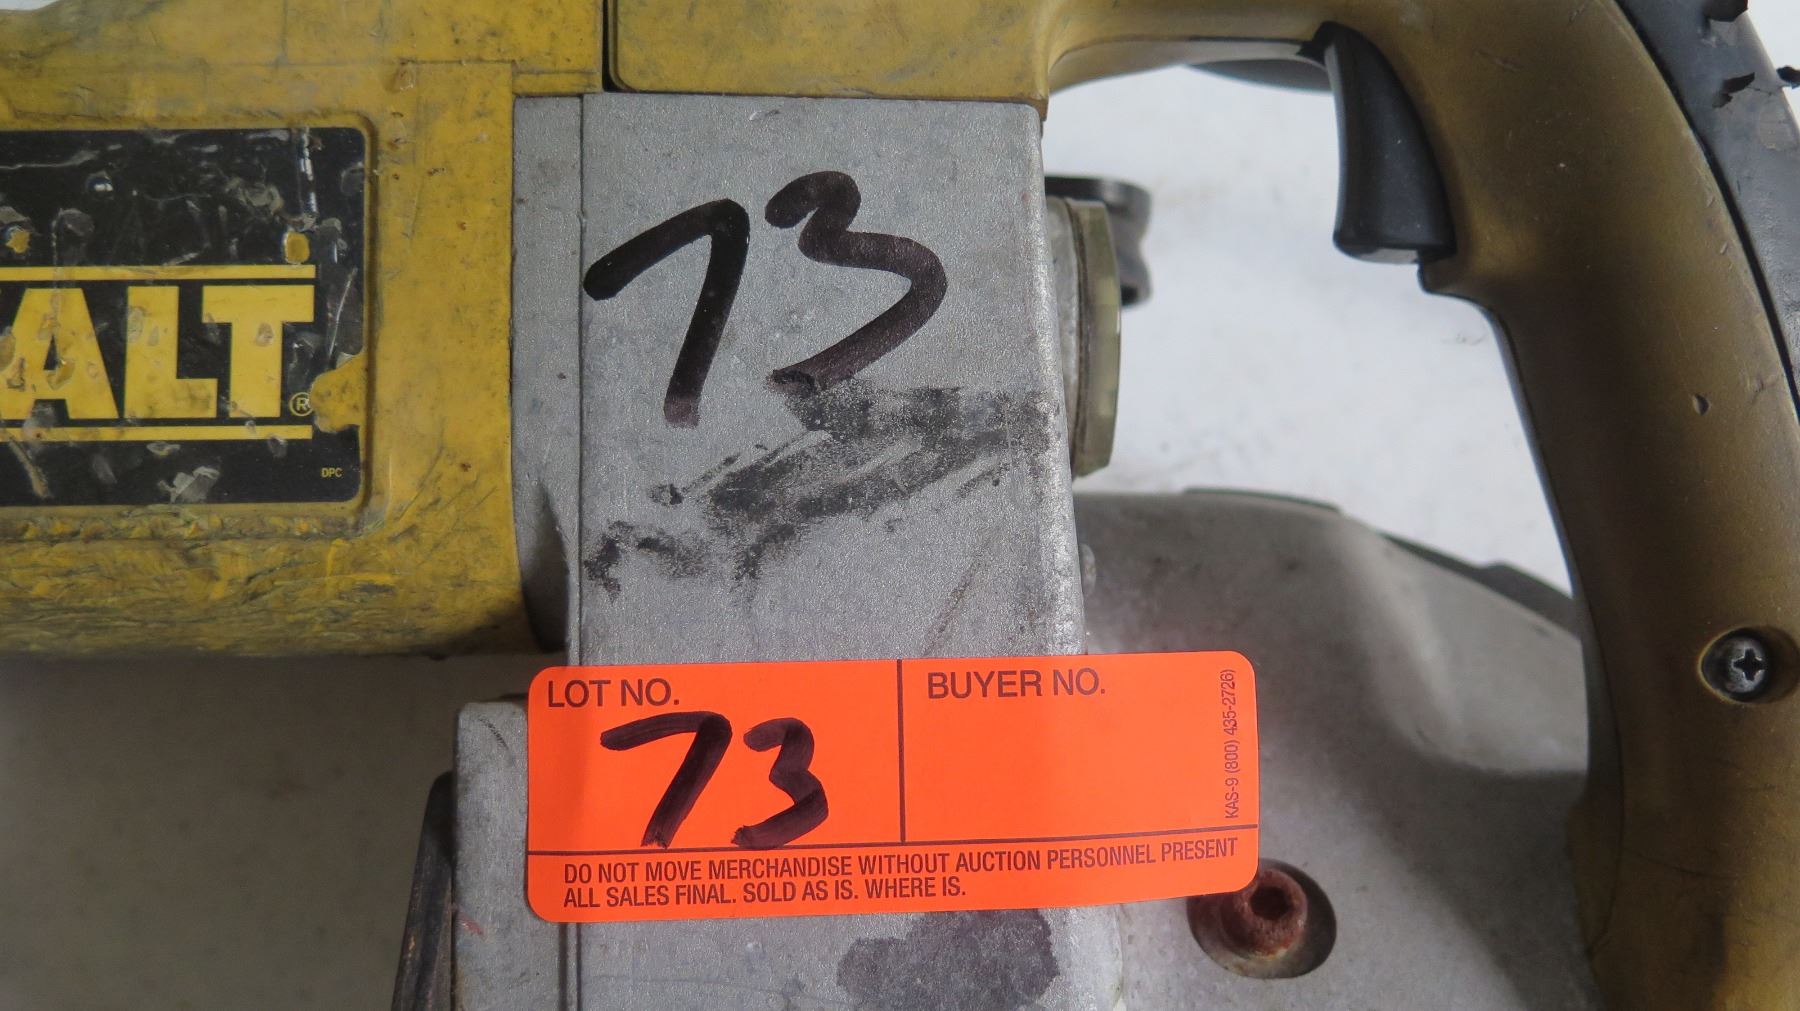 73
ALT®
DPC
LOT NO.
73
BUYER NO.
KAS-9 (800) 435-2726)
DO NOT MOVE MERCHANDISE WITHOUT AUCTION PERSONNEL PRESENT
ALL SALES FINAL. SOLD AS IS. WHERE IS.